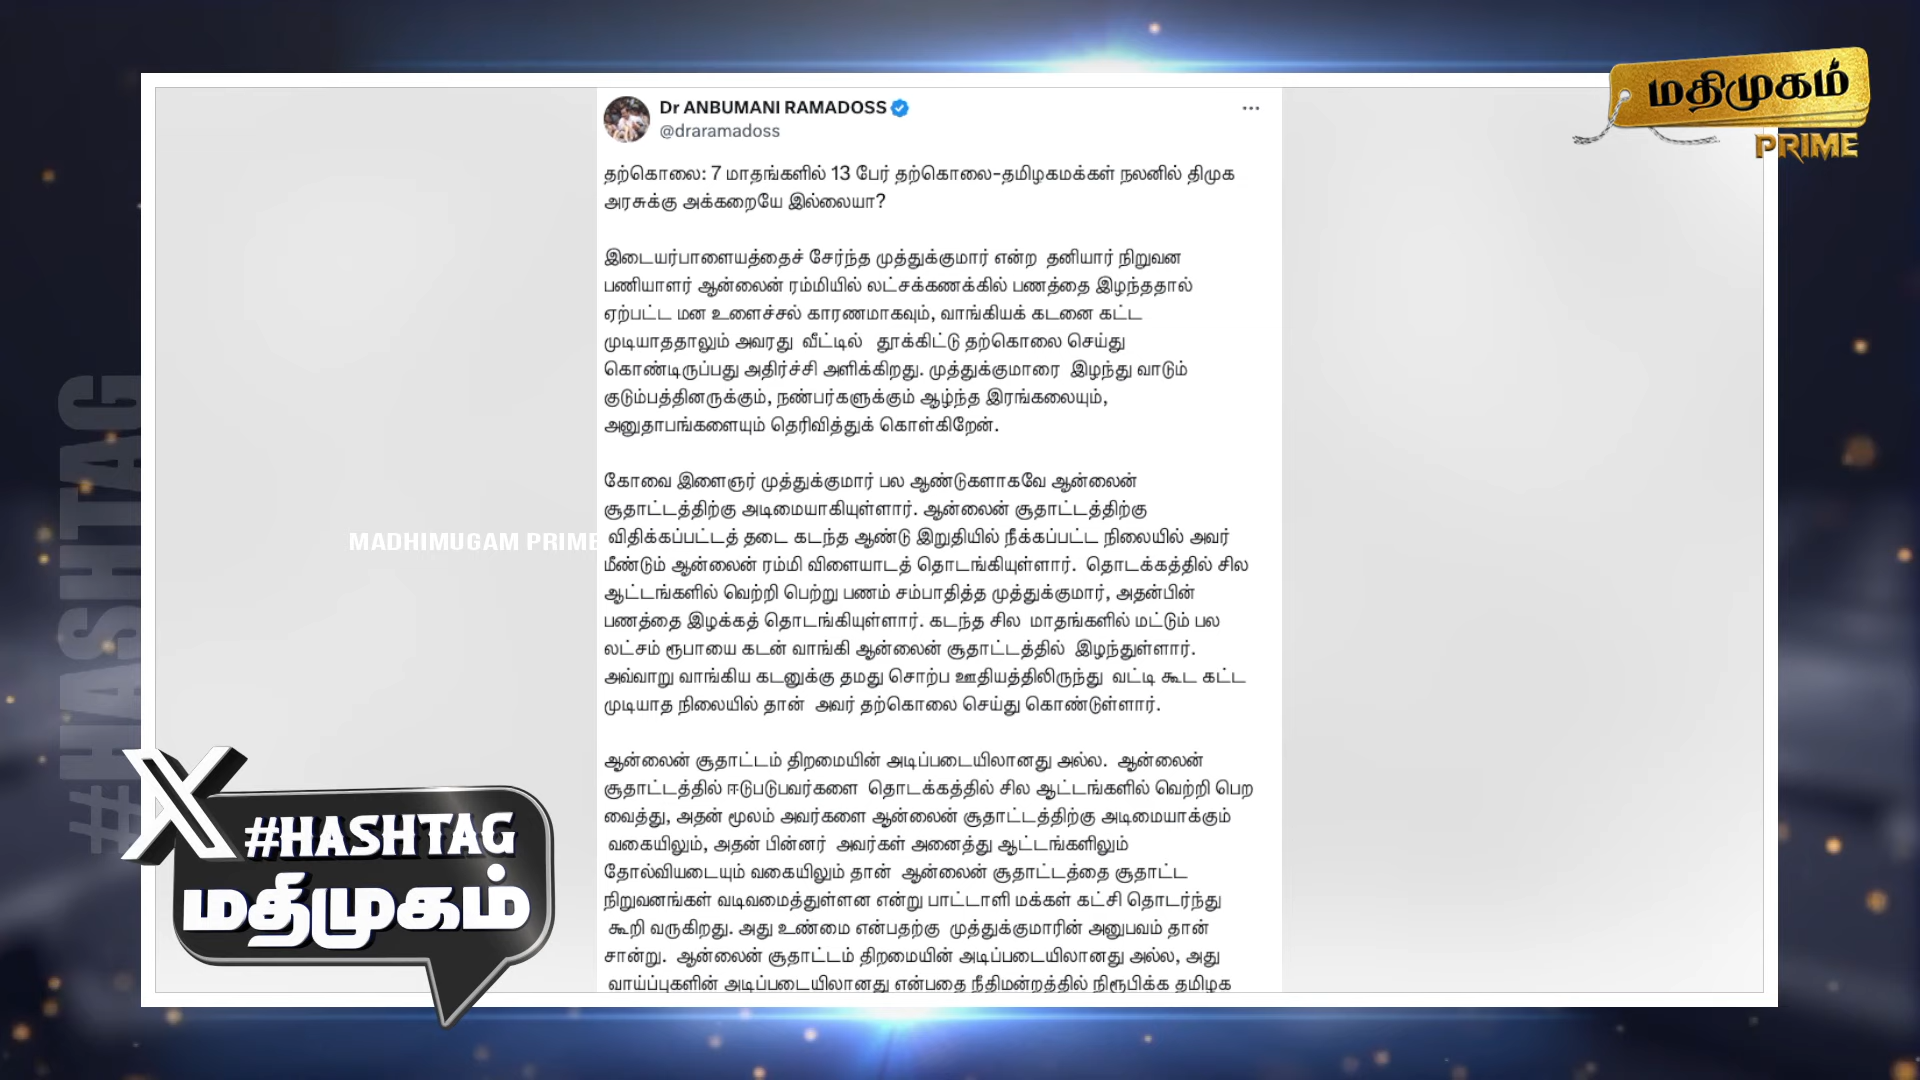 மதிமுகம்
PRIME
Dr ANBUMANI RAMADOSS
@draramadoss
தற்கொலை: 7 மாதங்களில் 13 பேர் தற்கொலை-தமிழகமக்கள் நலனில் திமுக
அரசுக்கு அக்கறையே இல்லையா?
இடையர்பாளையத்தைச் சேர்ந்த முத்துக்குமார் என்ற தனியார் நிறுவன
பணியாளர் ஆன்லைன் ரம்மியில் லட்சக்கணக்கில் பணத்தை இழந்ததால்
ஏற்பட்ட மன உளைச்சல் காரணமாகவும், வாங்கியக் கடனை கட்ட
முடியாததாலும் அவரது வீட்டில் தூக்கிட்டு தற்கொலை செய்து
கொண்டிருப்பது அதிர்ச்சி அளிக்கிறது. முத்துக்குமாரை இழந்து வாடும்
குடும்பத்தினருக்கும், நண்பர்களுக்கும் ஆழ்ந்த இரங்கலையும்,
அனுதாபங்களையும் தெரிவித்துக் கொள்கிறேன்.
கோவை இளைஞர் முத்துக்குமார் பல ஆண்டுகளாகவே ஆன்லைன்
சூதாட்டத்திற்கு அடிமையாகியுள்ளார். ஆன்லைன் சூதாட்டத்திற்கு
விதிக்கப்பட்டத் தடை கடந்த ஆண்டு இறுதியில் நீக்கப்பட்ட நிலையில் அவர்
மீண்டும் ஆன்லைன் ரம்மி விளையாடத் தொடங்கியுள்ளார். தொடக்கத்தில் சில
ஆட்டங்களில் வெற்றி பெற்று பணம் சம்பாதித்த முத்துக்குமார், அதன்பின்
பணத்தை இழக்கத் தொடங்கியுள்ளார். கடந்த சில மாதங்களில் மட்டும் பல
லட்சம் ரூபாயை கடன் வாங்கி ஆன்லைன் சூதாட்டத்தில் இழந்துள்ளார்.
அவ்வாறு வாங்கிய கடனுக்கு தமது சொற்ப ஊதியத்திலிருந்து வட்டி கூட கட்ட
முடியாத நிலையில் தான் அவர் தற்கொலை செய்து கொண்டுள்ளார்.
ஆன்லைன் சூதாட்டம் திறமையின் அடிப்படையிலானது அல்ல. ஆன்லைன்
சூதாட்டத்தில் ஈடுபடுபவர்களை தொடக்கத்தில் சில ஆட்டங்களில் வெற்றி பெற
வைத்து, அதன் மூலம் அவர்களை ஆன்லைன் சூதாட்டத்திற்கு அடிமையாக்கும்
வகையிலும், அதன் பின்னர் அவர்கள் அனைத்து ஆட்டங்களிலும்
தோல்வியடையும் வகையிலும் தான் ஆன்லைன் சூதாட்டத்தை சூதாட்ட
நிறுவனங்கள் வடிவமைத்துள்ளன என்று பாட்டாளி மக்கள் கட்சி தொடர்ந்து
கூறி வருகிறது. அது உண்மை என்பதற்கு முத்துக்குமாரின் அனுபவம் தான்
சான்று. ஆன்லைன் சூதாட்டம் திறமையின் அடிப்படையிலானது அல்ல, அது
வாய்ப்புகளின் அடிப்படையிலானது என்பதை நீதிமன்றத்தில் நிரூபிக்க தமிழக
MADHIMUGAM PRIME
#HASHTAG
X
#HASHTAG
மதிமுகம்